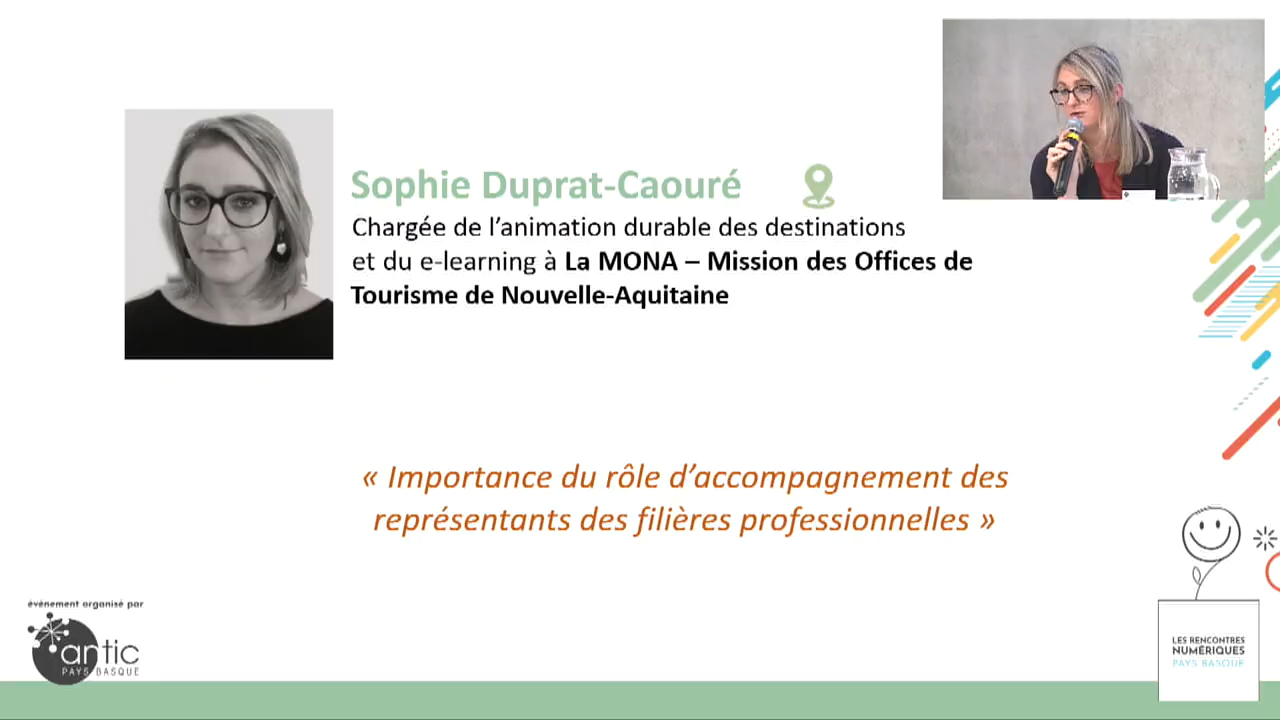 Sophie Duprat-Caouré
Chargée de l’animation durable des destinations
et du e-learning à La MONA – Mission des Offices de
Tourisme de Nouvelle-Aquitaine
« Importance du rôle d’accompagnement des
représentants des filières professionnelles »
évènement organisé par
antic
PAYS BASQUE
LES RENCONTRES
NUMÉRIQUES
PAYS BASQUE